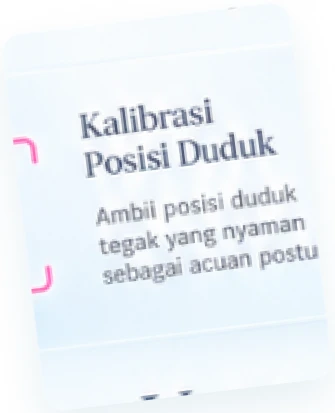 Kalibrasi
Posisi Duduk
Ambil posisi duduk
tegak yang nyaman
sebagai acuan postu